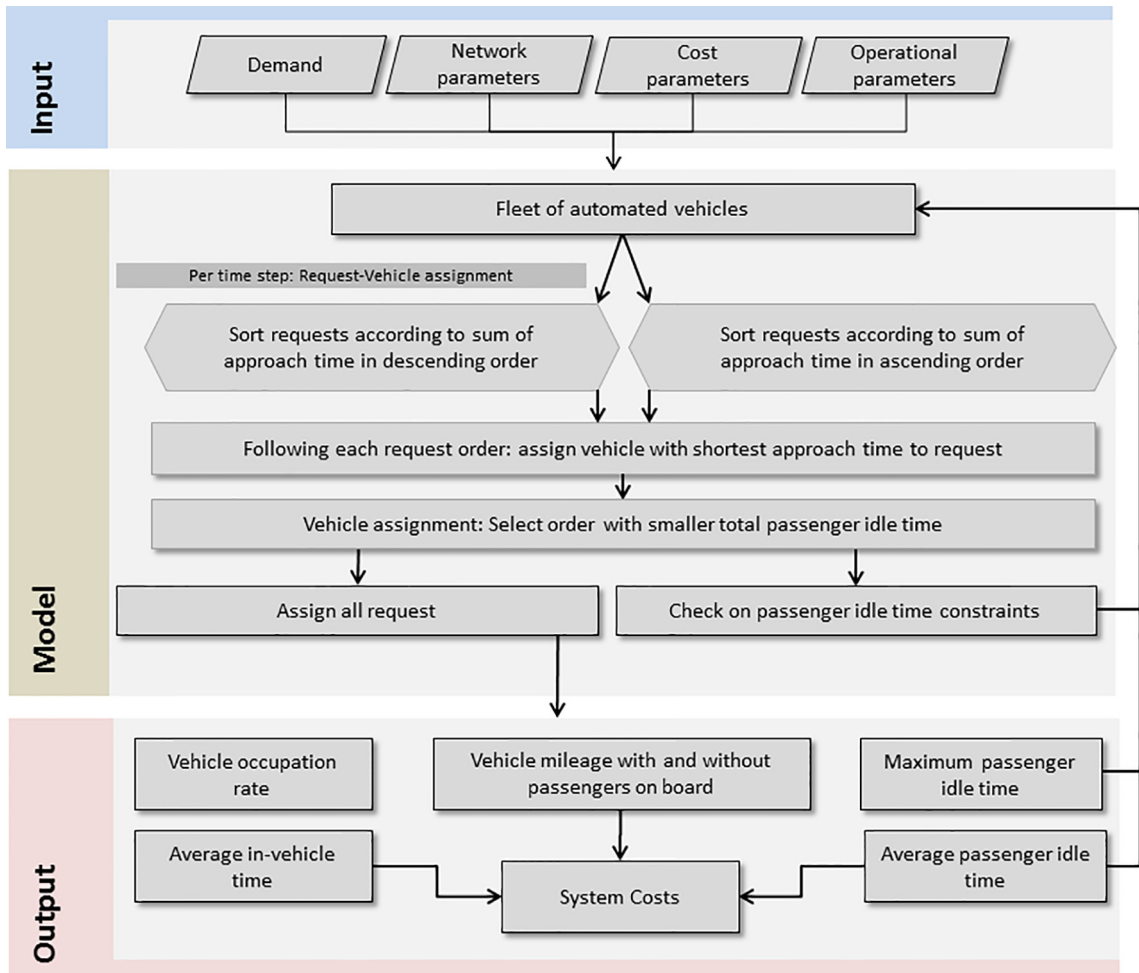 Input
Demand
Network
parameters
Cost
parameters
Operational
parameters
Model
Fleet of automated vehicles
Per time step: Request-Vehicle assignment
Sort requests according to sum of
approach time in descending order
Sort requests according to sum of
approach time in ascending order
Following each request order: assign vehicle with shortest approach time to request
Vehicle assignment: Select order with smaller total passenger idle time
Assign all request
Check on passenger idle time constraints
Output
Vehicle occupation
rate
Vehicle mileage with and without
passengers on board
Maximum passenger
idle time
Average in-vehicle
time
System Costs
Average passenger idle
time